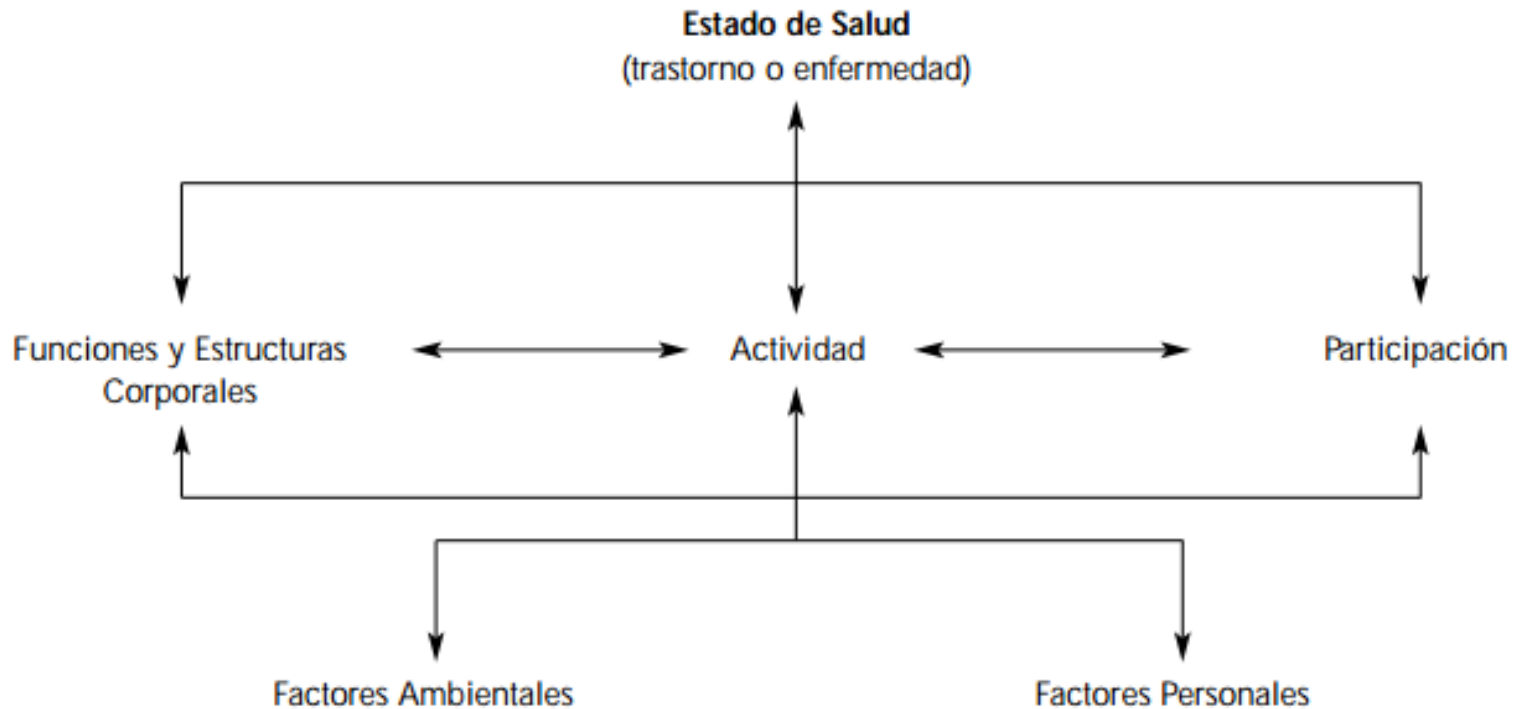 Estado de Salud
(trastorno o enfermedad)
Funciones y Estructuras
Corporales
Actividad
Participación
Factores Ambientales
Factores Personales